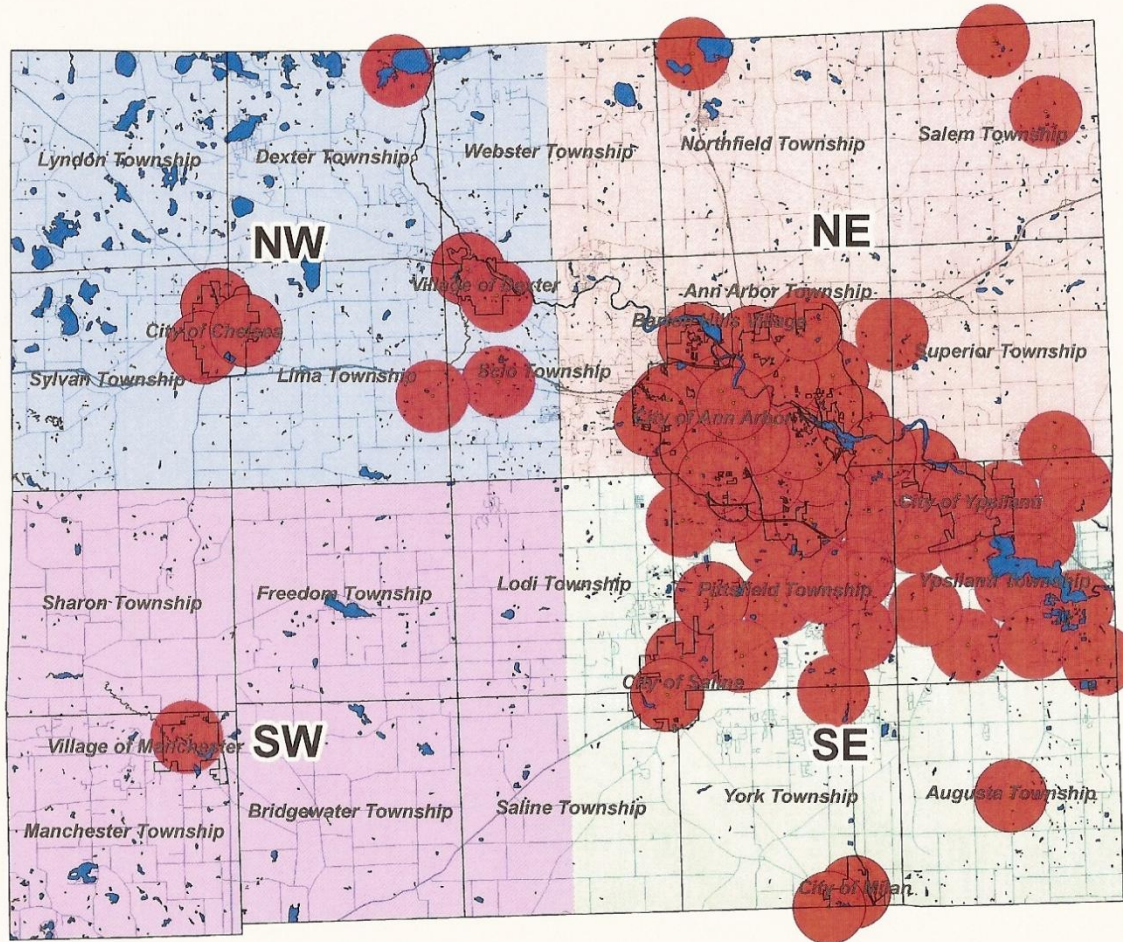 Lyndon Township
Dexter Township
Webster Township
Northfield Township
Salem Township
NW
NE
Village of Dexter
Ann Arbor Township
City of Chelsea
Barton Hills Village
Superior Township
Sylvan Township
Lima Township
Scio Township
City of Ann Arbor
City of Ypsilanti
Sharon Township
Freedom Township
Lodi Township
Pittsfield Township
Ypsilanti Township
City of Saline
Village of Manchester
SW
SE
Manchester Township
Bridgewater Township
Saline Township
York Township
Augusta Township
City of Milan